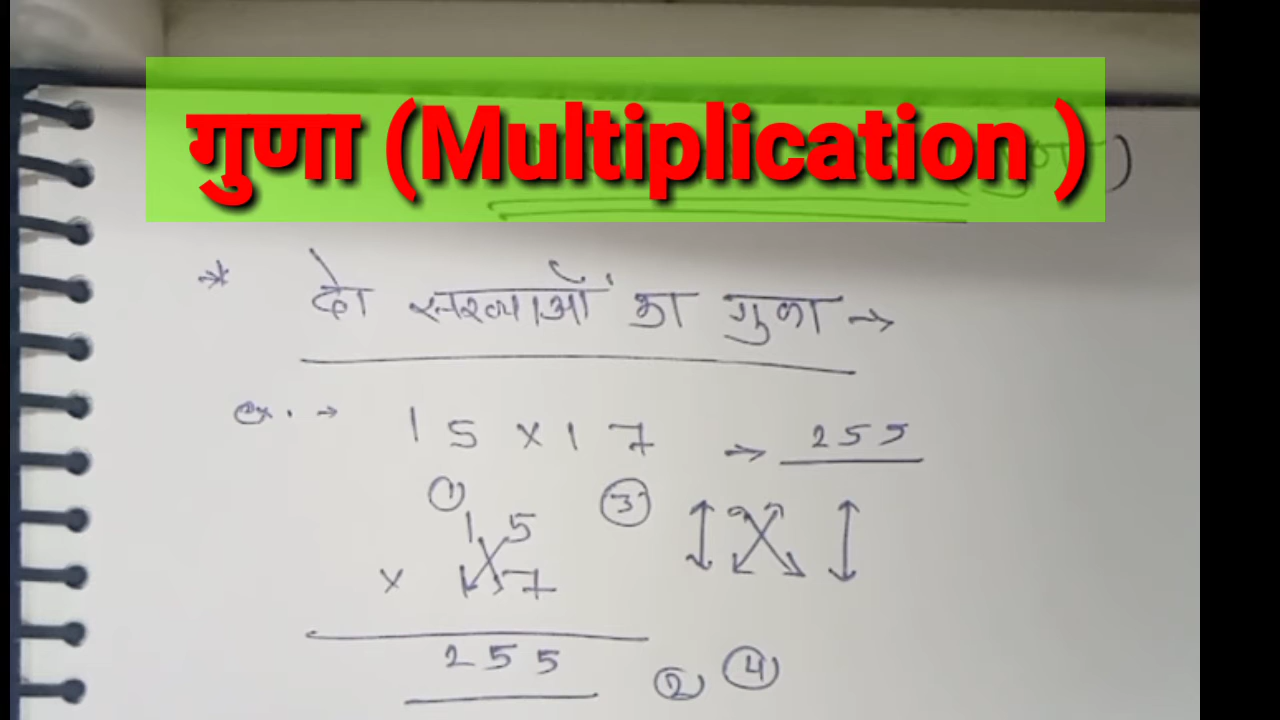 गुणा (Multiplication )
* दो संख्याओं का गुणा →
ex. → 15 x 17 → 255
① ③
15
x 17
255 ② ④